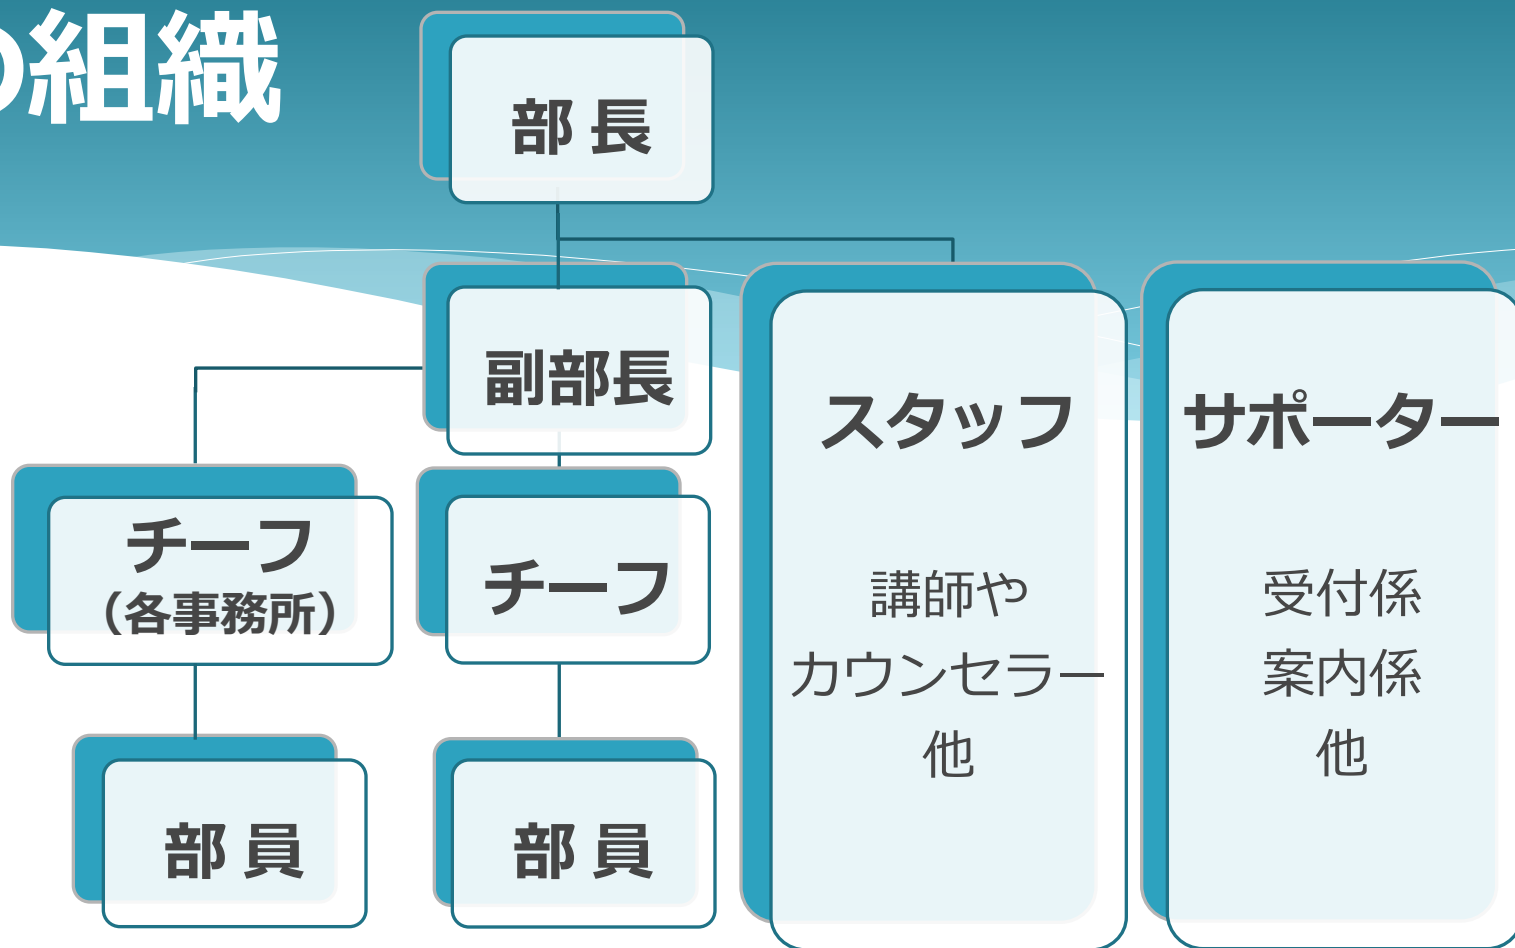 の組織
部 長
副部長
チーフ
（各事務所）
部 員
チーフ
部 員
スタッフ
講師や
カウンセラー
他
サポーター
受付係
案内係
他